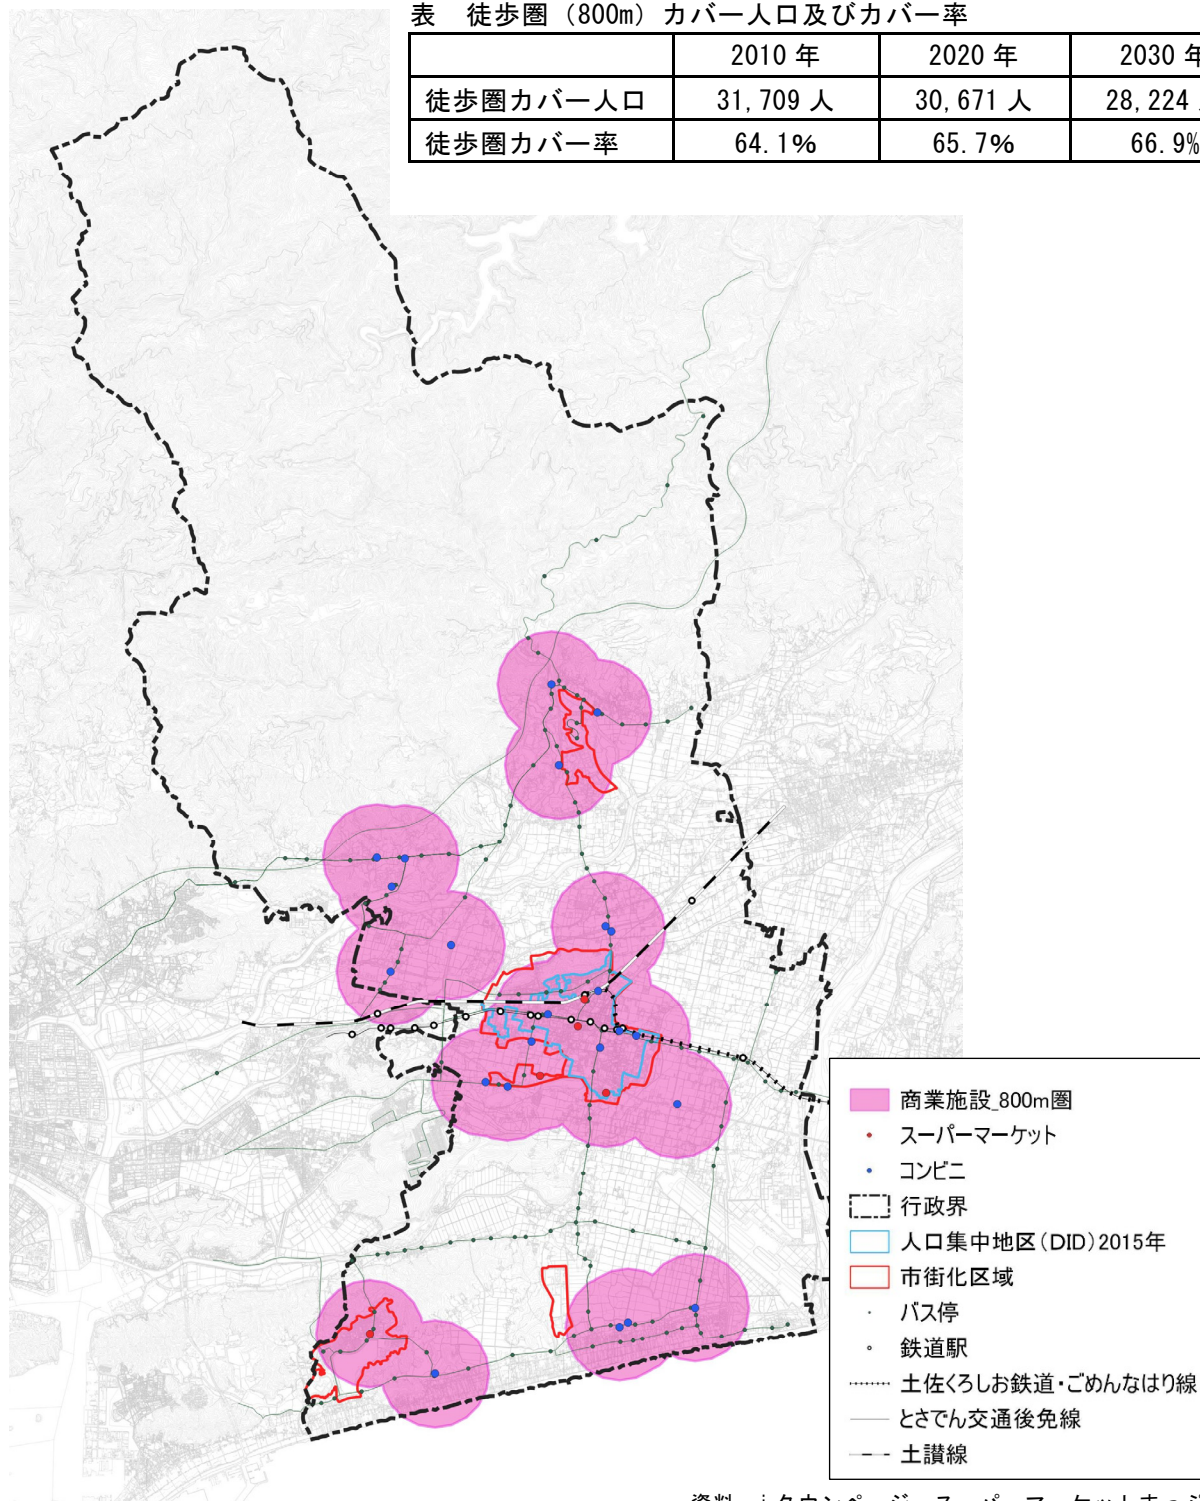 表　徒歩圏（800m）カバー人口及びカバー率
2010 年　2020 年　2030 年
徒歩圏カバー人口　31,709 人　30,671 人　28,224
徒歩圏カバー率　64.1%　65.7%　66.9%
商業施設_800m圏
スーパーマーケット
コンビニ
行政界
人口集中地区(DID)2015年
市街化区域
バス停
鉄道駅
土佐くろしお鉄道・ごめんなはり線
とさでん交通後免線
土讃線